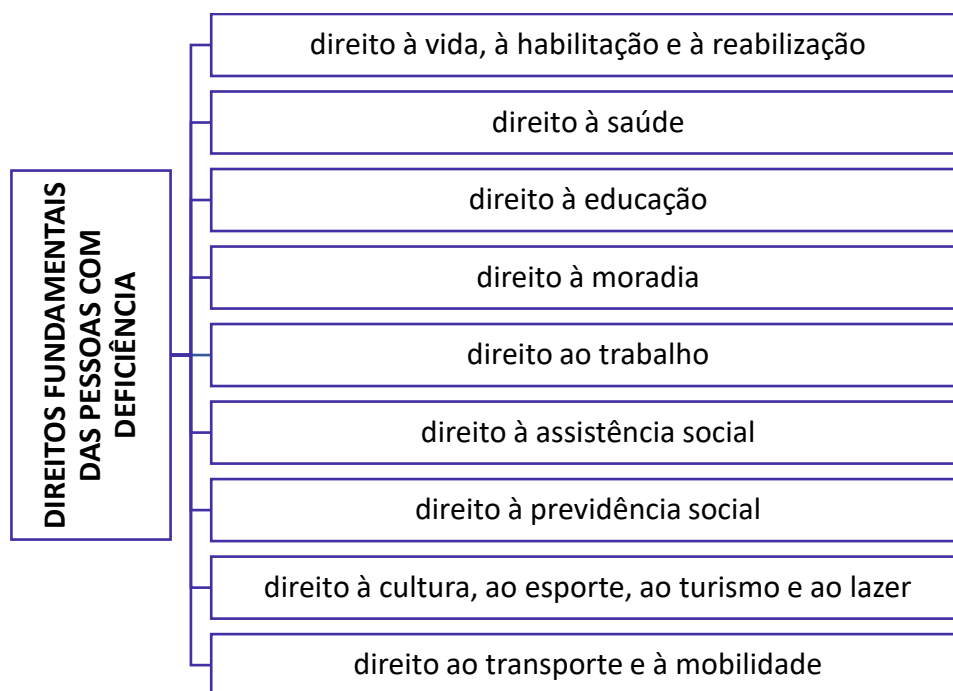 DIREITOS FUNDAMENTAIS
DAS PESSOAS COM
DEFICIÊNCIA
direito à vida, à habilitação e à reabilização
direito à saúde
direito à educação
direito à moradia
direito ao trabalho
direito à assistência social
direito à previdência social
direito à cultura, ao esporte, ao turismo e ao lazer
direito ao transporte e à mobilidade